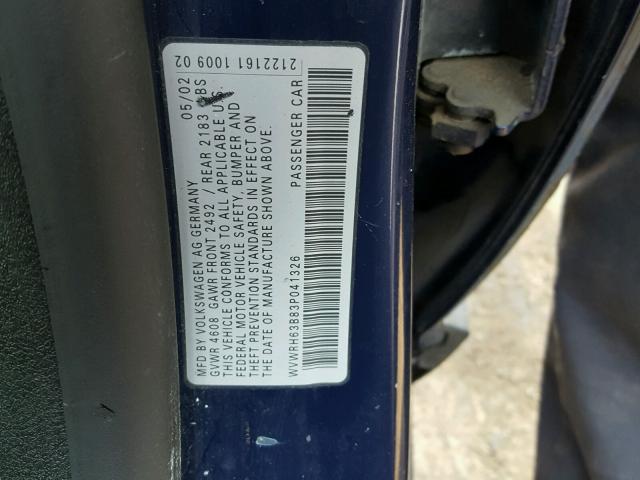 MFD BY VOLKSWAGEN AG GERMANY 05/02
GVWR 4608 GAWR FRONT 2492 / REAR 2183 LBS
THIS VEHICLE CONFORMS TO ALL APPLICABLE U.S.
FEDERAL MOTOR VEHICLE SAFETY, BUMPER AND
THEFT PREVENTION STANDARDS IN EFFECT ON
THE DATE OF MANUFACTURE SHOWN ABOVE.
WVWRH63B83P041326 PASSENGER CAR
2122161 1009 02